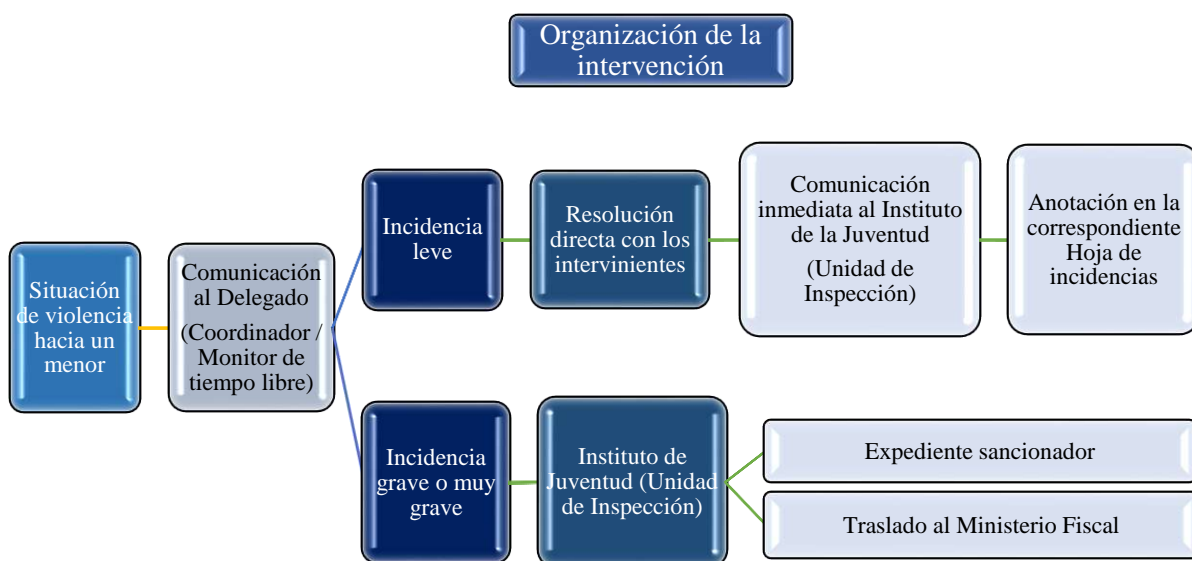 Organización de la
intervención
Situación
de violencia
hacia un
menor
Comunicación
al Delegado
(Coordinador /
Monitor de
tiempo libre)
Incidencia
leve
Resolución
directa con los
intervinientes
Comunicación
inmediata al Instituto
de la Juventud
(Unidad de
Inspección)
Anotación en la
correspondiente
Hoja de
incidencias
Incidencia
grave o muy
grave
Instituto de
Juventud (Unidad
de Inspección)
Expediente sancionador
Traslado al Ministerio Fiscal